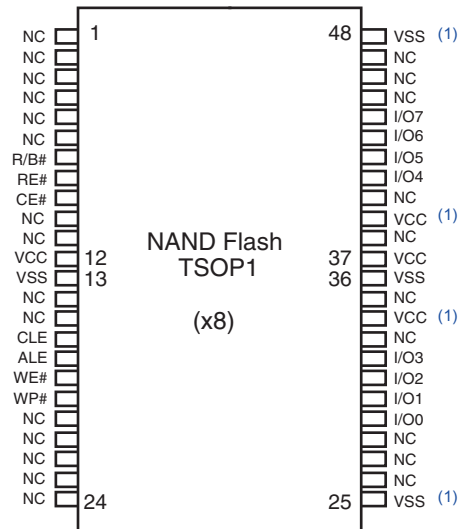 NC 1 48 VSS (1)
NC NC
NC NC
NC NC
NC I/O7
NC I/O6
R/B# I/O5
RE# I/O4
CE# NC
NC VCC (1)
NC NC
VCC 12 37 VCC
VSS 13 36 VSS
NAND Flash
TSOP1
(x8)
NC NC
NC VCC (1)
CLE NC
ALE I/O3
WE# I/O2
WP# I/O1
NC I/O0
NC NC
NC NC
NC NC
NC 24 25 VSS (1)